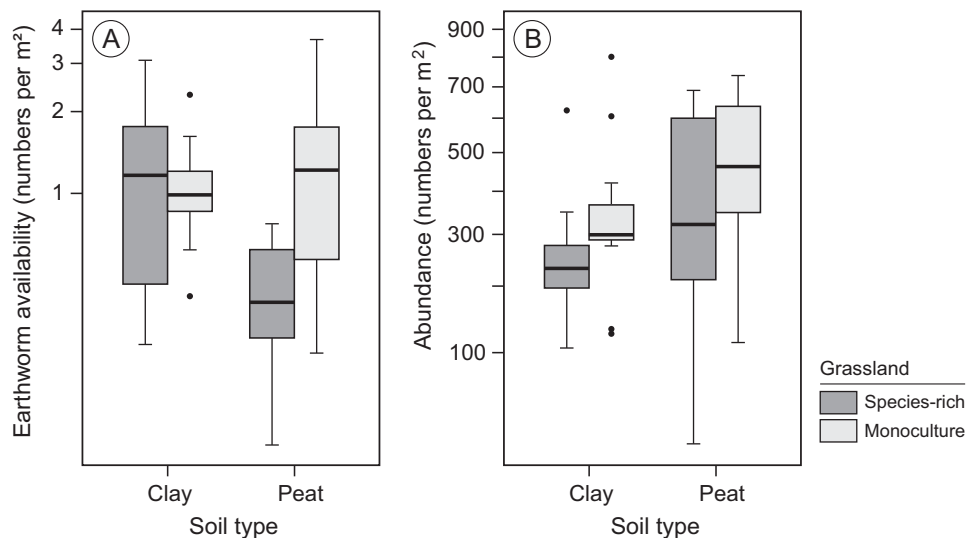 A
Earthworm availability (numbers per m²)
4
3
2
1
Clay
Peat
Soil type
B
Abundance (numbers per m²)
900
700
500
300
100
Clay
Peat
Soil type
Grassland
Species-rich
Monoculture